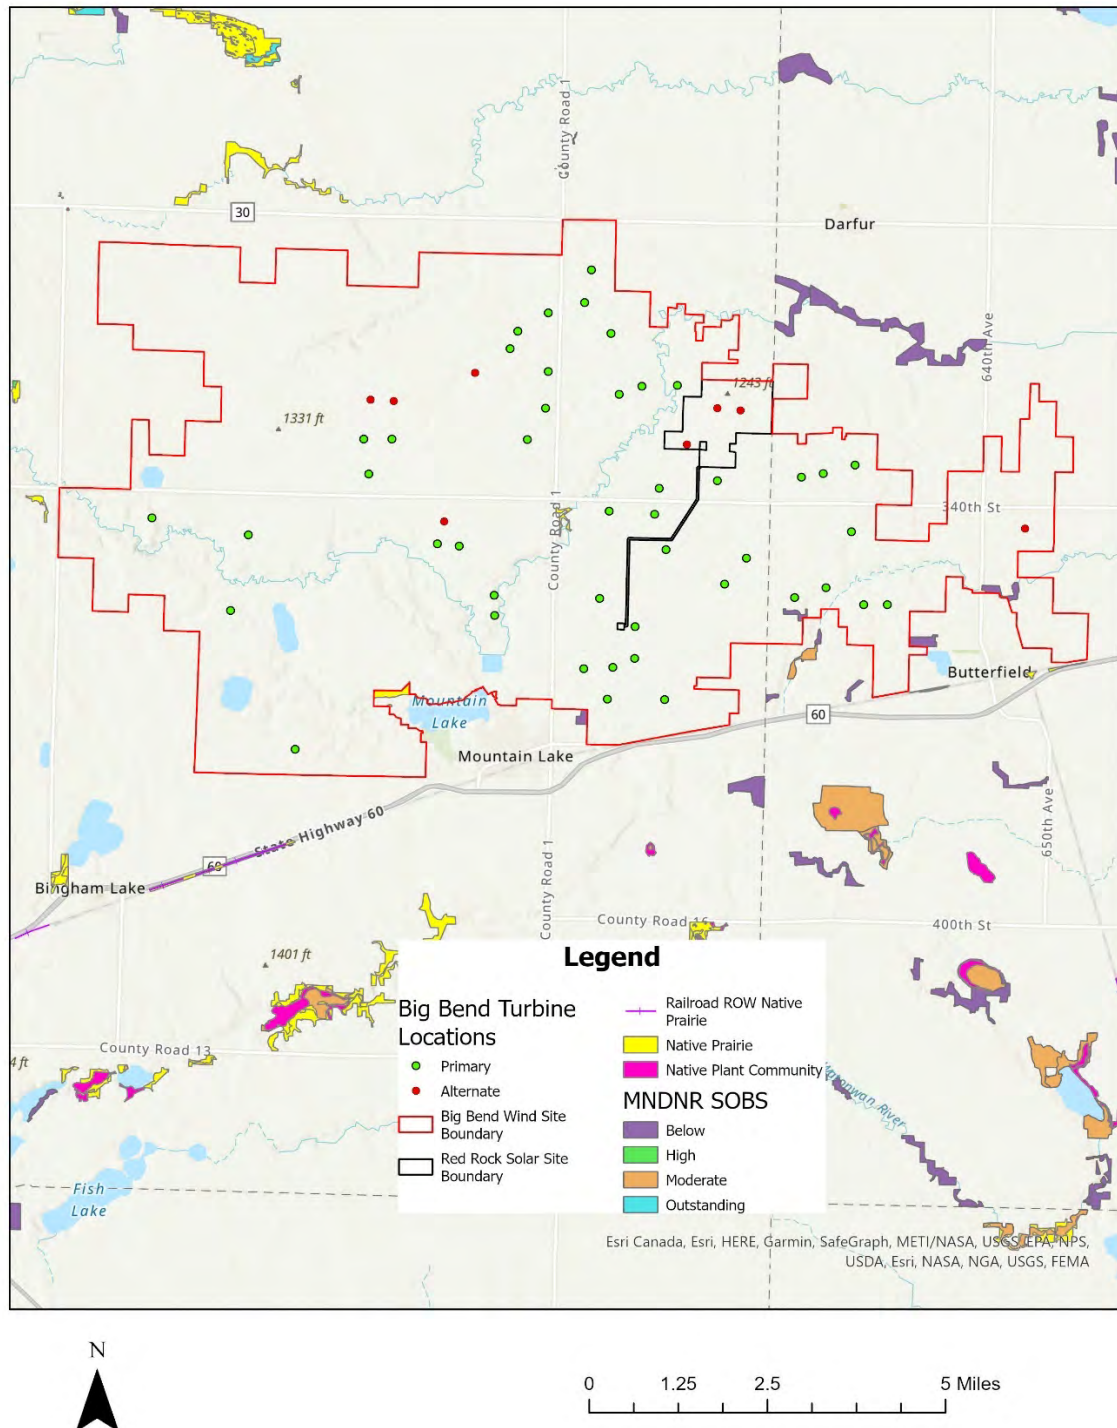 County Road 1
30
Darfur
640th Ave
1243 ft
1331 ft
340th St
County Road 1
Mountain
Lake
Butterfield
60
Mountain Lake
State Highway 60
60
Bingham Lake
650th Ave
County Road 1
County Road 16
400th St
1401 ft
County Road 13
4 ft
Fish
Lake
Legend
Big Bend Turbine
Locations
Primary
Alternate
Big Bend Wind Site
Boundary
Red Rock Solar Site
Boundary
Railroad ROW Native
Prairie
Native Prairie
Native Plant Community
MNDNR SOBS
Below
High
Moderate
Outstanding
River
Esri Canada, Esri, HERE, Garmin, SafeGraph, METI/NASA, USGS, EPA, NPS,
USDA, Esri, NASA, NGA, USGS, FEMA
N
0 1.25 2.5 5 Miles